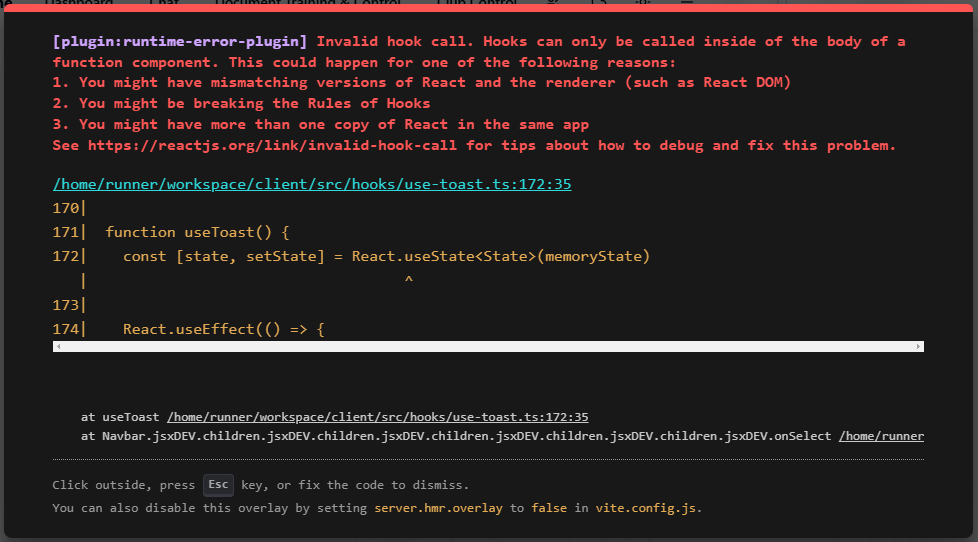 [plugin:runtime-error-plugin] Invalid hook call. Hooks can only be called inside of the body of a
function component. This could happen for one of the following reasons:
1. You might have mismatching versions of React and the renderer (such as React DOM)
2. You might be breaking the Rules of Hooks
3. You might have more than one copy of React in the same app
See https://reactjs.org/link/invalid-hook-call for tips about how to debug and fix this problem.
/home/runner/workspace/client/src/hooks/use-toast.ts:172:35
170|
171|  function useToast() {
172|    const [state, setState] = React.useState<State>(memoryState)
   |                                    ^
173|
174|    React.useEffect(() => {
at useToast /home/runner/workspace/client/src/hooks/use-toast.ts:172:35
at Navbar.jsxDEV.children.jsxDEV.children.jsxDEV.children.jsxDEV.children.jsxDEV.children.jsxDEV.onSelect /home/runner
Click outside, press Esc key, or fix the code to dismiss.
You can also disable this overlay by setting server.hmr.overlay to false in vite.config.js.